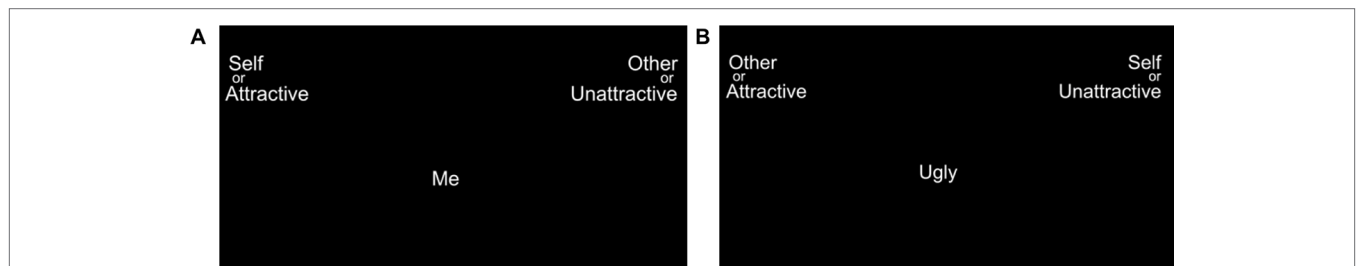 A
Self
or
Attractive
Other
or
Unattractive
Me
B
Other
or
Attractive
Self
or
Unattractive
Ugly